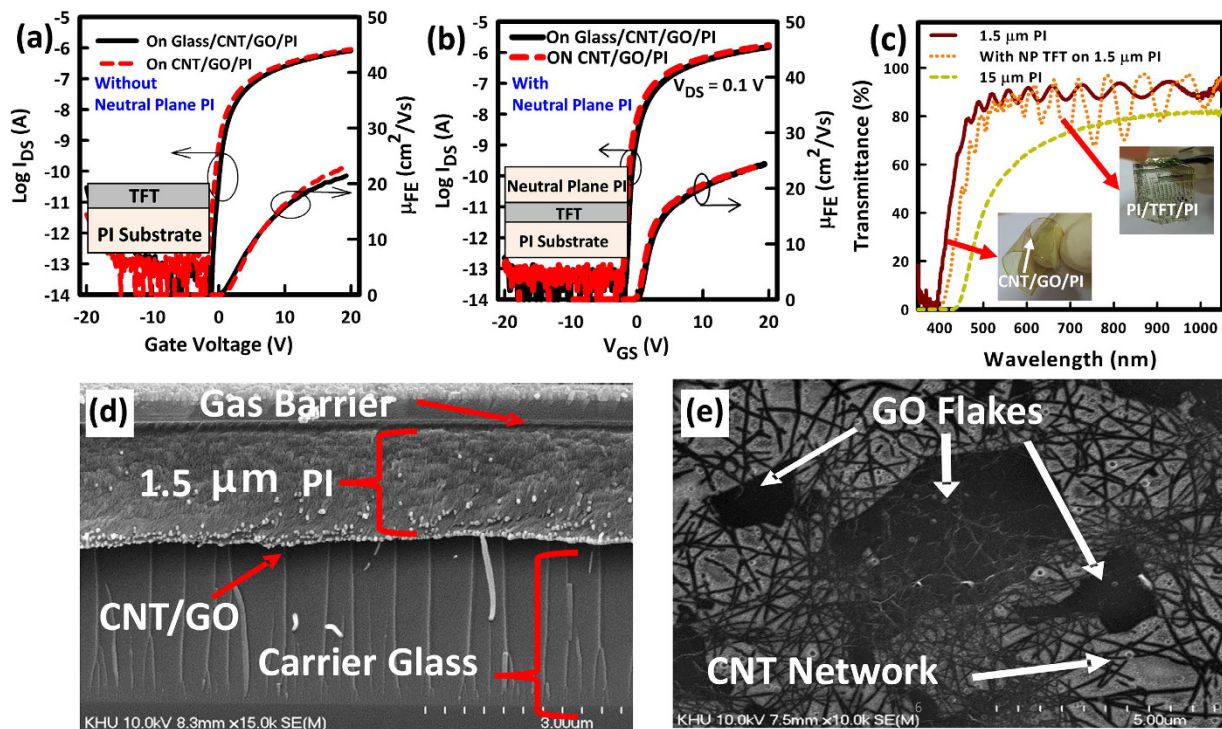 (a)
-5
-6
-7
-8
-9
-10
-11
-12
-13
-14
Log IDS (A)
On Glass/CNT/GO/PI
On CNT/GO/PI
Without
Neutral Plane PI
TFT
PI Substrate
50
40
30
20
10
0
μFE (cm²/Vs)
-20 -10 0 10 20
Gate Voltage (V)
(b)
-5
-6
-7
-8
-9
-10
-11
-12
-13
-14
Log IDS (A)
On Glass/CNT/GO/PI
ON CNT/GO/PI
With
Neutral Plane PI
VDS = 0.1 V
Neutral Plane PI
TFT
PI Substrate
50
40
30
20
10
0
μFE (cm²/Vs)
-20 -10 0 10 20
VGS (V)
(c)
1.5 μm PI
With NP TFT on 1.5 μm PI
15 μm PI
120
100
80
60
40
20
0
Transmittance (%)
PI/TFT/PI
CNT/GO/PI
400 500 600 700 800 900 1000
Wavelength (nm)
(d)
Gas Barrier
1.5 μm PI
CNT/GO
Carrier Glass
KHU 10.0kV 8.3mm x15.0k SE(M)
3.00um
(e)
GO Flakes
CNT Network
KHU 10.0kV 7.5mm x10.0k SE(M)
5.00um